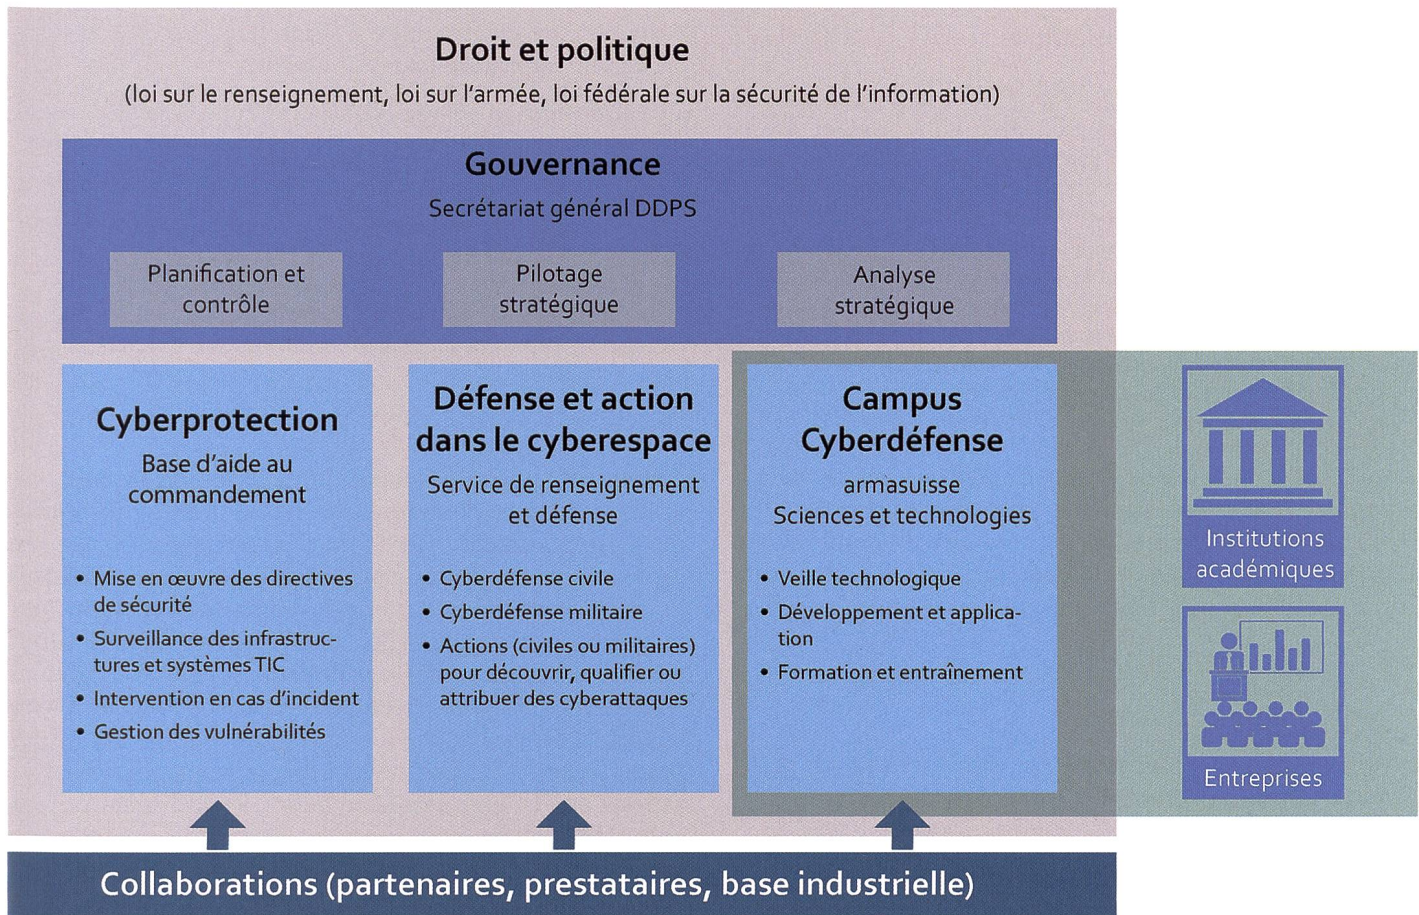 Droit et politique
(loi sur le renseignement, loi sur l'armée, loi fédérale sur la sécurité de l'information)
Gouvernance
Secrétariat général DDPS
Planification et
contrôle
Pilotage
stratégique
Analyse
stratégique
Cyberprotection
Base d'aide au
commandement
• Mise en œuvre des directives
de sécurité
• Surveillance des infrastruc-
tures et systèmes TIC
• Intervention en cas d'incident
• Gestion des vulnérabilités
Défense et action
dans le cyberespace
Service de renseignement
et défense
• Cyberdéfense civile
• Cyberdéfense militaire
• Actions (civiles ou militaires)
pour découvrir, qualifier ou
attribuer des cyberattaques
Campus
Cyberdéfense
armasuisse
Sciences et technologies
• Veille technologique
• Développement et applica-
tion
• Formation et entraînement
Institutions
académiques
Entreprises
Collaborations (partenaires, prestataires, base industrielle)